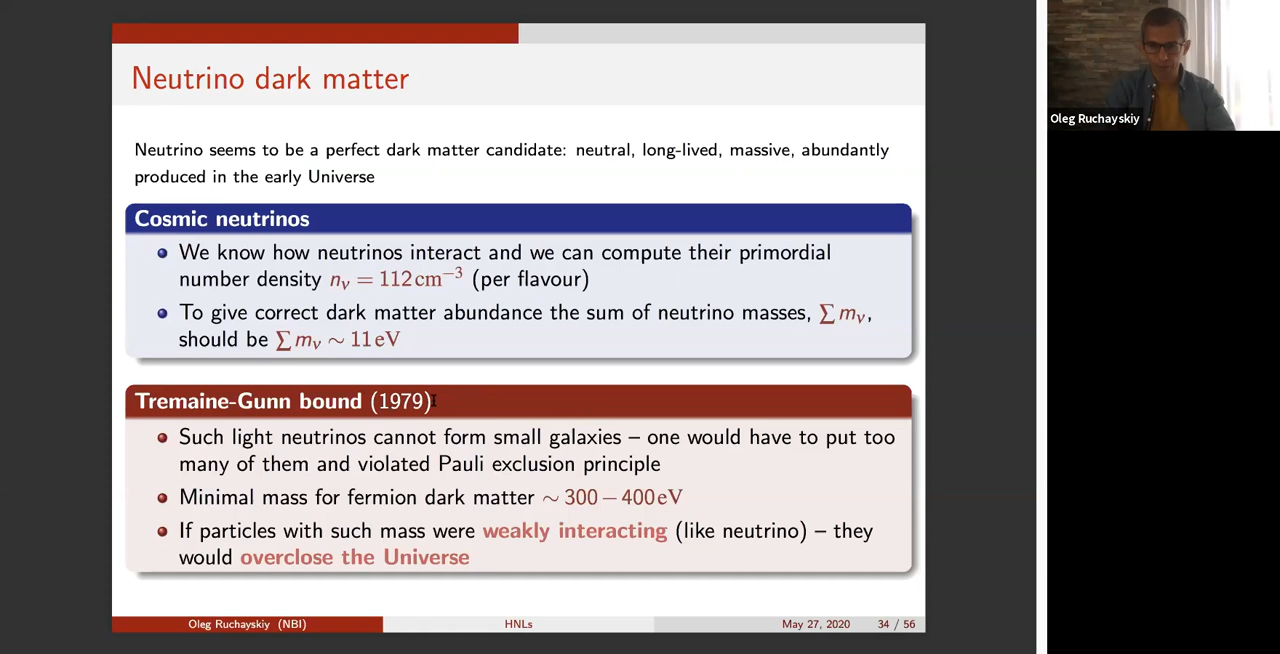 Neutrino dark matter
Neutrino seems to be a perfect dark matter candidate: neutral, long-lived, massive, abundantly
produced in the early Universe
Cosmic neutrinos
We know how neutrinos interact and we can compute their primordial
number density nν = 112 cm⁻³ (per flavour)
To give correct dark matter abundance the sum of neutrino masses, ∑ mν,
should be ∑ mν ∼ 11 eV
Tremaine-Gunn bound (1979)
Such light neutrinos cannot form small galaxies – one would have to put too
many of them and violated Pauli exclusion principle
Minimal mass for fermion dark matter ∼ 300 – 400 eV
If particles with such mass were weakly interacting (like neutrino) – they
would overclose the Universe
Oleg Ruchayskiy (NBI) HNLs May 27, 2020 34 / 56
Oleg Ruchayskiy